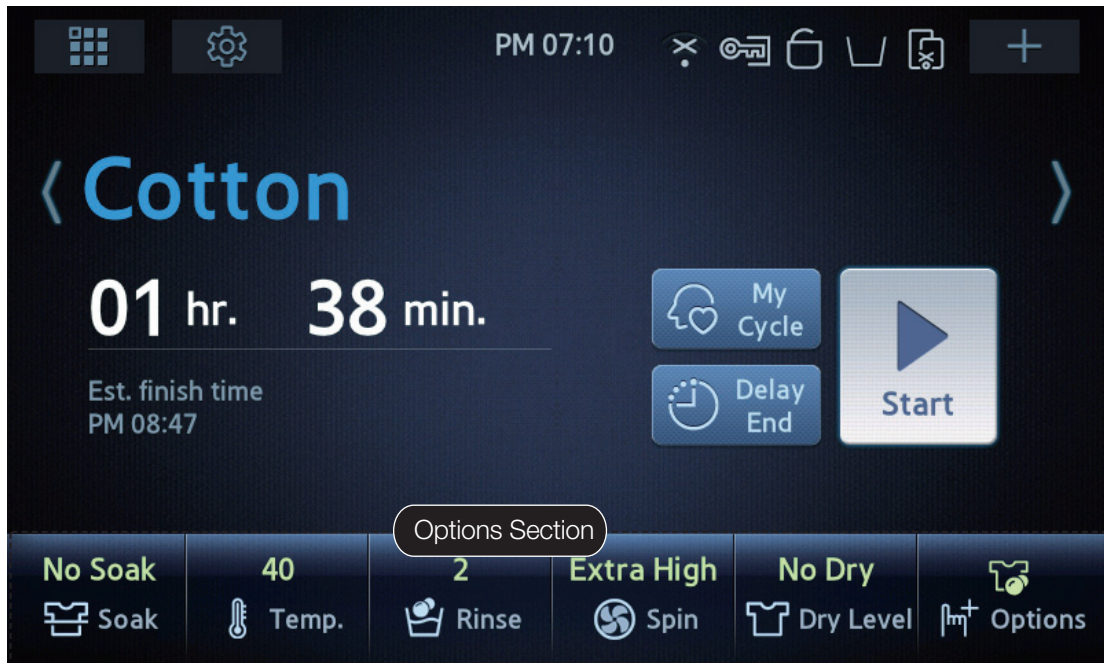 PM 07:10
Cotton
01 hr. 38 min.
My
Cycle
Est. finish time
PM 08:47
Delay
End
Start
Options Section
No Soak 40 2 Extra High No Dry
Soak Temp. Rinse Spin Dry Level Options